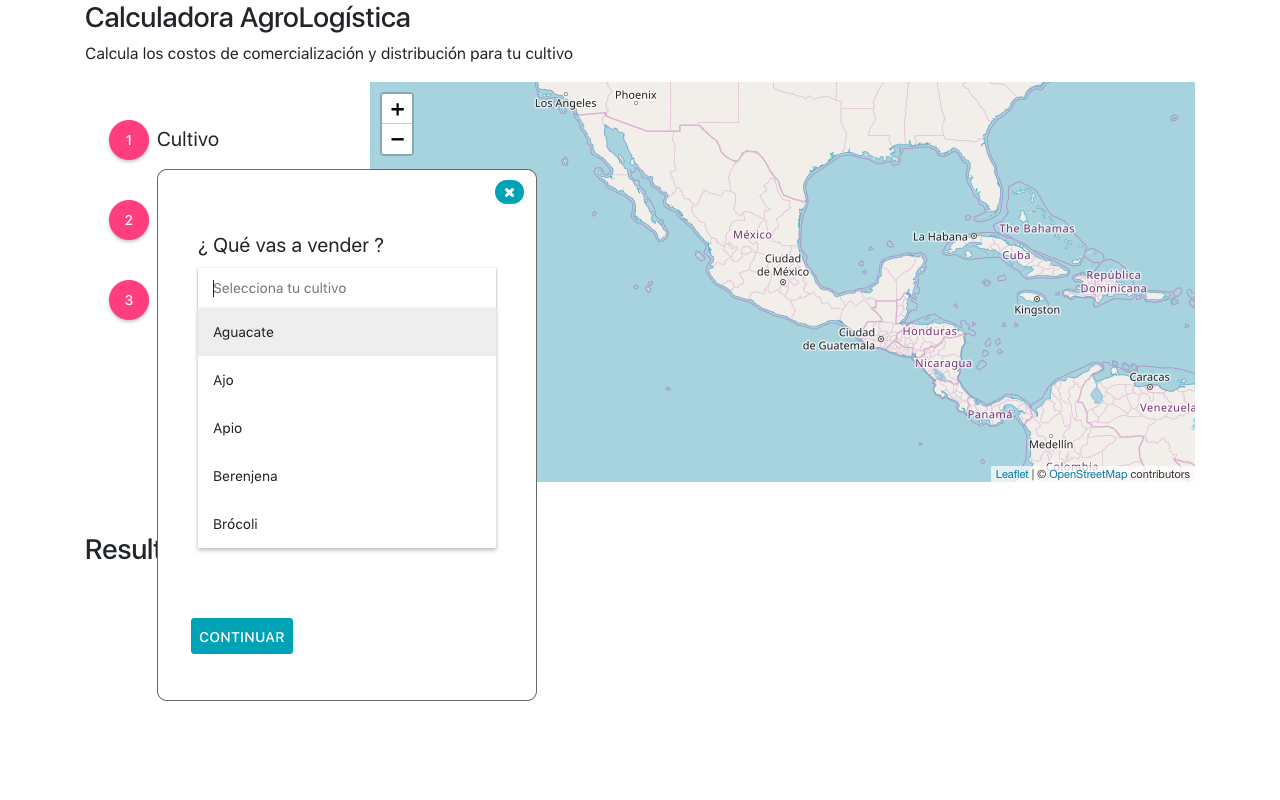 Calculadora AgroLogística
Calcula los costos de comercialización y distribución para tu cultivo
1 Cultivo
2
3
×
¿ Qué vas a vender ?
Selecciona tu cultivo
Aguacate
Ajo
Apio
Berenjena
Brócoli
CONTINUAR
Result
+
−
Los Angeles
Phoenix
México
Ciudad
de México
La Habana
The Bahamas
Cuba
República
Dominicana
Kingston
Ciudad
de Guatemala
Honduras
Nicaragua
Panamá
Caracas
Venezuela
Medellín
Colombia
Leaflet | © OpenStreetMap contributors